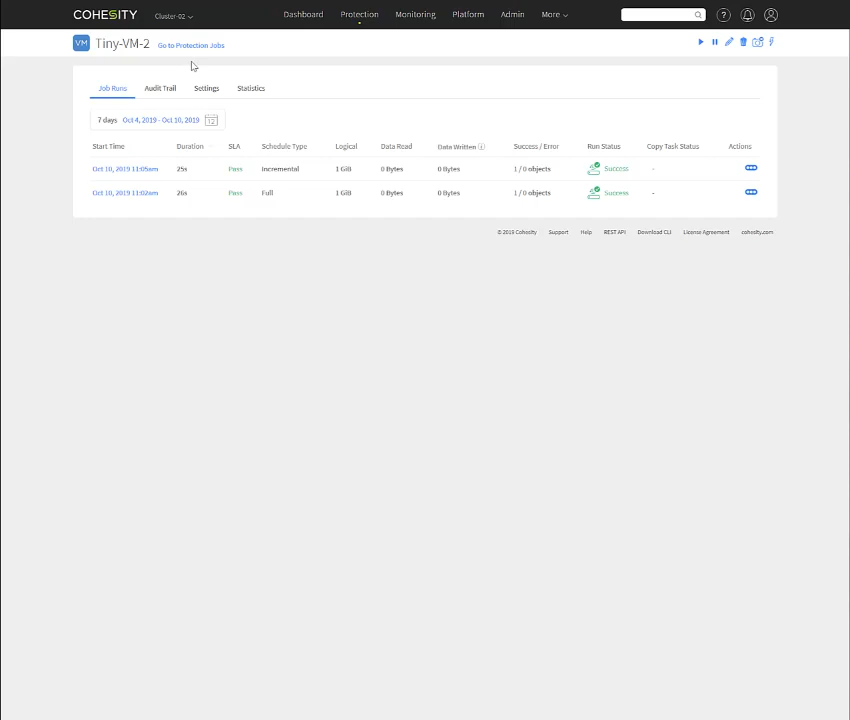 COHESITY Cluster-02 Dashboard Protection Monitoring Platform Admin More
VM Tiny-VM-2 Go to Protection Jobs
Job Runs Audit Trail Settings Statistics
7 days Oct 4, 2019 - Oct 10, 2019 12
Start Time Duration SLA Schedule Type Logical Data Read Data Written Success / Error Run Status Copy Task Status Actions
Oct 10, 2019 11:05am 25s Pass Incremental 1 GiB 0 Bytes 0 Bytes 1 / 0 objects Success -
Oct 10, 2019 11:02am 26s Pass Full 1 GiB 0 Bytes 0 Bytes 1 / 0 objects Success -
© 2019 Cohesity Support Help REST API Download CLI License Agreement cohesity.com